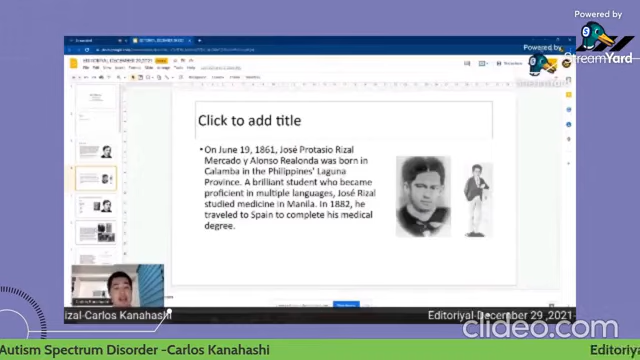 Powered by
StreamYard
Powered by
Click to add title
• On June 19, 1861, José Protasio Rizal
Mercado y Alonso Realonda was born in
Calamba in the Philippines' Laguna
Province. A brilliant student who became
proficient in multiple languages, José Rizal
studied medicine in Manila. In 1882, he
traveled to Spain to complete his medical
degree.
izal-Carlos Kanahashi
Editoriyal December 29 ,2021-
clideo.com
Autism Spectrum Disorder -Carlos Kanahashi
Editoriy